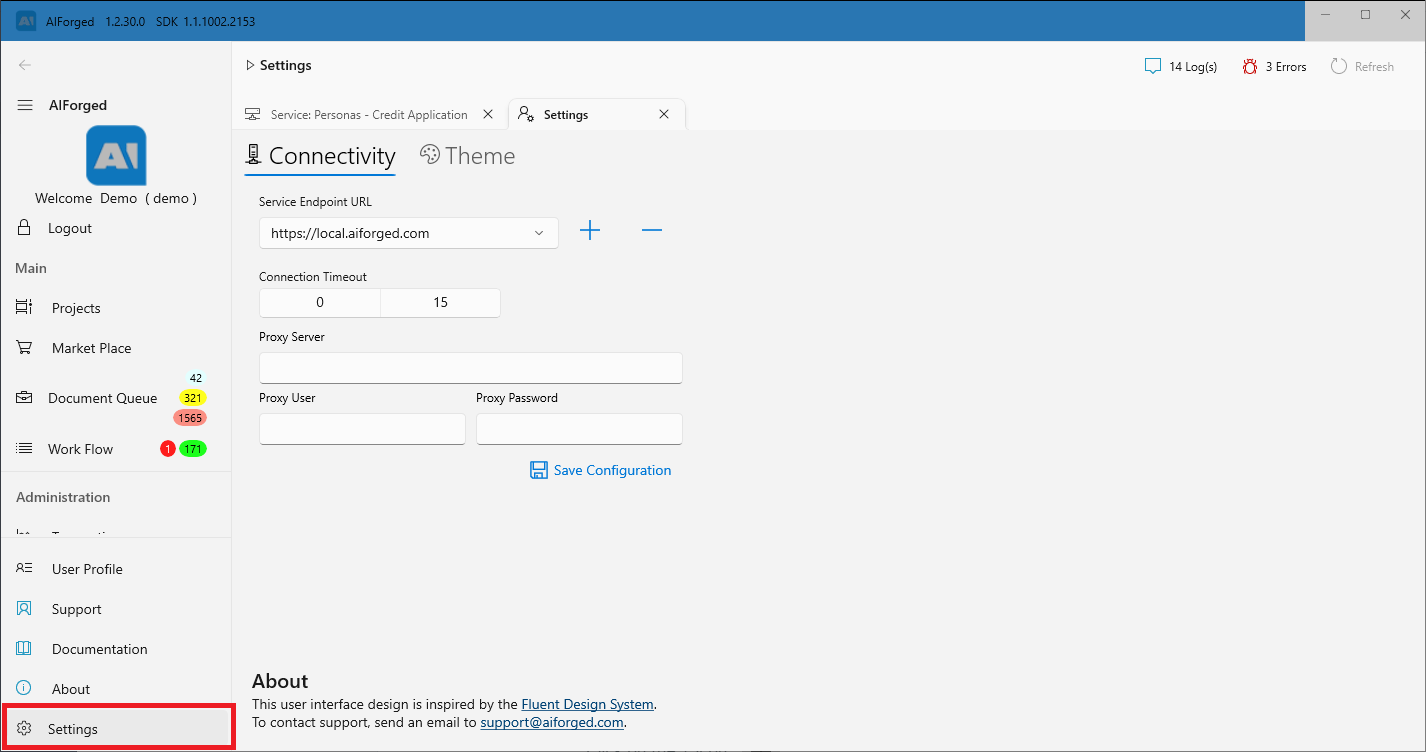 AIForged 1.2.30.0 SDK 1.1.1002.2153
AIForged
AI
Welcome Demo ( demo )
Logout
Main
Projects
Market Place
42
Document Queue 321
1565
Work Flow 1 171
Administration
User Profile
Support
Documentation
About
Settings
Settings
14 Log(s) 3 Errors Refresh
Service: Personas - Credit Application Settings
Connectivity Theme
Service Endpoint URL
https://local.aiforged.com
Connection Timeout
0 15
Proxy Server
Proxy User Proxy Password
Save Configuration
About
This user interface design is inspired by the Fluent Design System.
To contact support, send an email to support@aiforged.com.